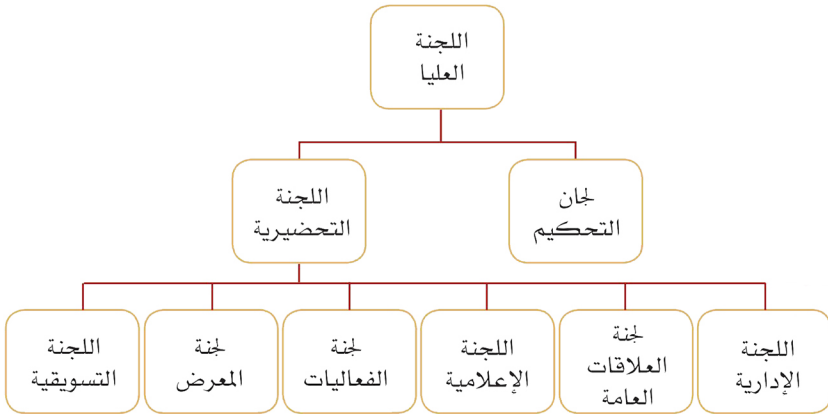 اللجنة
العليا
لجان
التحكيم
اللجنة
التحضيرية
اللجنة
الإدارية
لجنة
العلاقات
العامة
اللجنة
الإعلامية
لجنة
الفعاليات
لجنة
المعرض
اللجنة
التسويقية